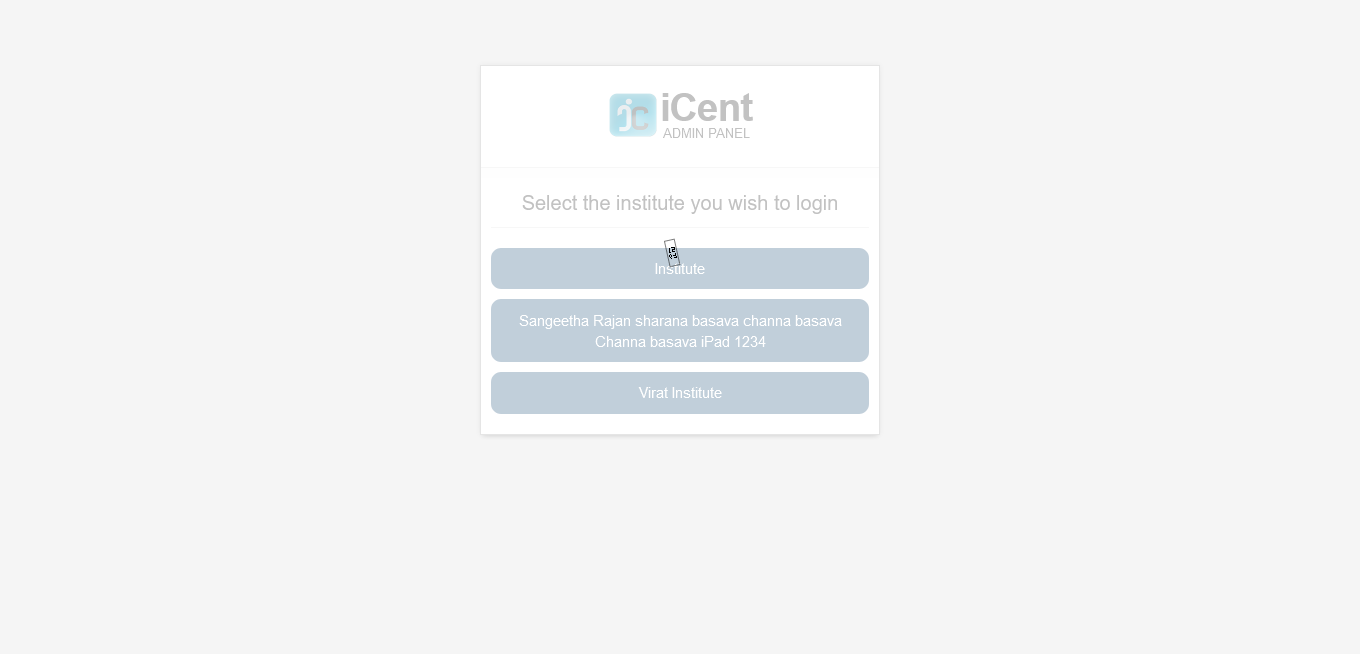 iCent
ADMIN PANEL
Select the institute you wish to login
Institute
Sangeetha Rajan sharana basava channa basava
Channa basava iPad 1234
Virat Institute